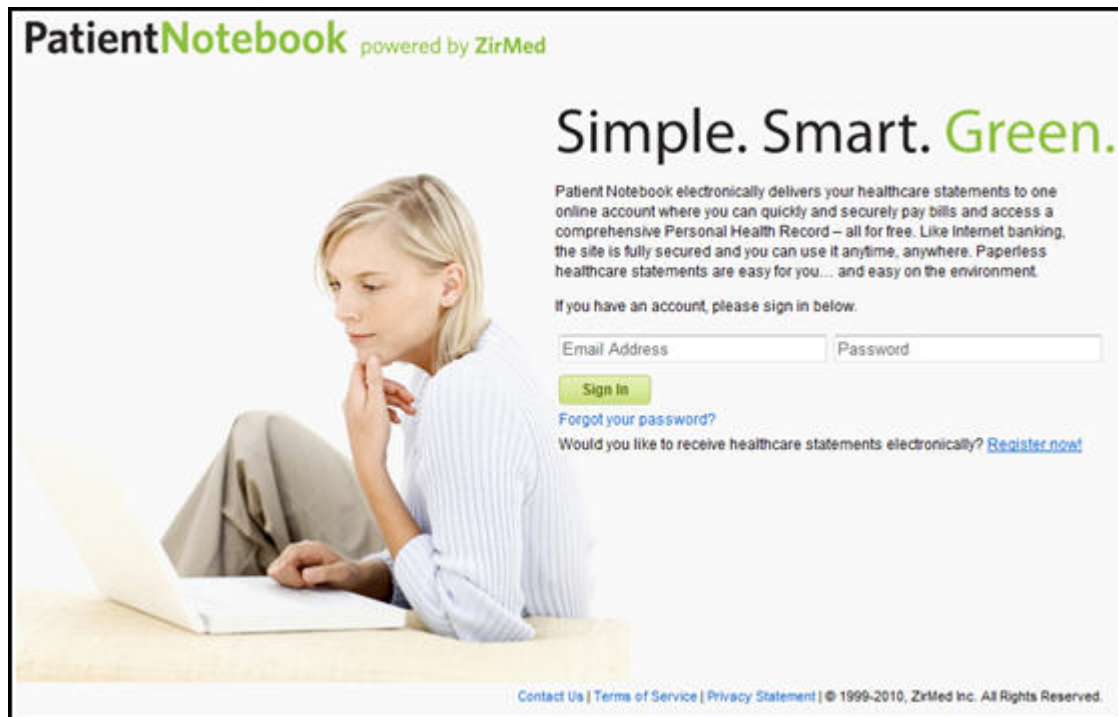 PatientNotebook powered by ZirMed
Simple. Smart. Green.
Patient Notebook electronically delivers your healthcare statements to one
online account where you can quickly and securely pay bills and access a
comprehensive Personal Health Record – all for free. Like Internet banking,
the site is fully secured and you can use it anytime, anywhere. Paperless
healthcare statements are easy for you... and easy on the environment.
If you have an account, please sign in below.
Email Address Password
Sign In
Forgot your password?
Would you like to receive healthcare statements electronically? Register now!
Contact Us | Terms of Service | Privacy Statement | © 1999-2010, ZirMed Inc. All Rights Reserved.